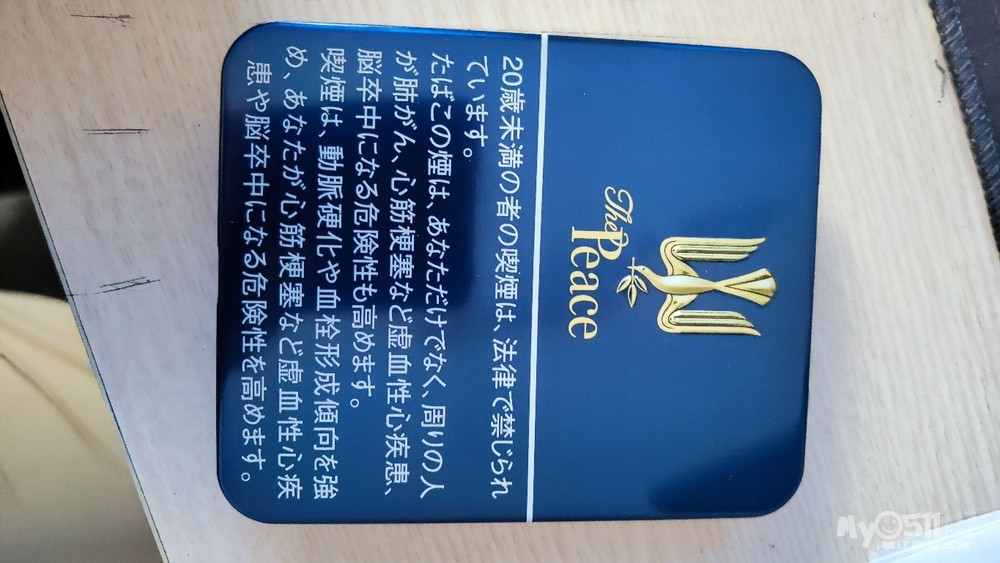 The
Peace
20歳未満の者の喫煙は、法律で禁じられ
ています。
たばこの煙は、あなただけでなく、周りの人
が肺がん、心筋梗塞など虚血性心疾患、
脳卒中になる危険性も高めます。
喫煙は、動脈硬化や血栓形成傾向を強
め、あなたが心筋梗塞など虚血性心疾
患や脳卒中になる危険性を高めます。
My0511